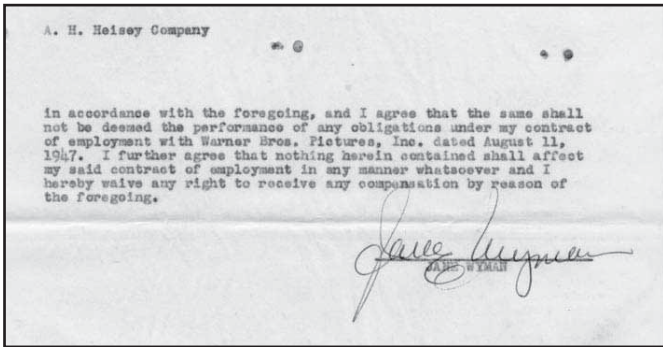 A. H. Heisey Company
in accordance with the foregoing, and I agree that the same shall
not be deemed the performance of any obligations under my contract
of employment with Warner Bros. Pictures, Inc. dated August 11,
1947. I further agree that nothing herein contained shall affect
my said contract of employment in any manner whatsoever and I
hereby waive any right to receive any compensation by reason of
the foregoing.
Jane Wyman
JANE WYMAN